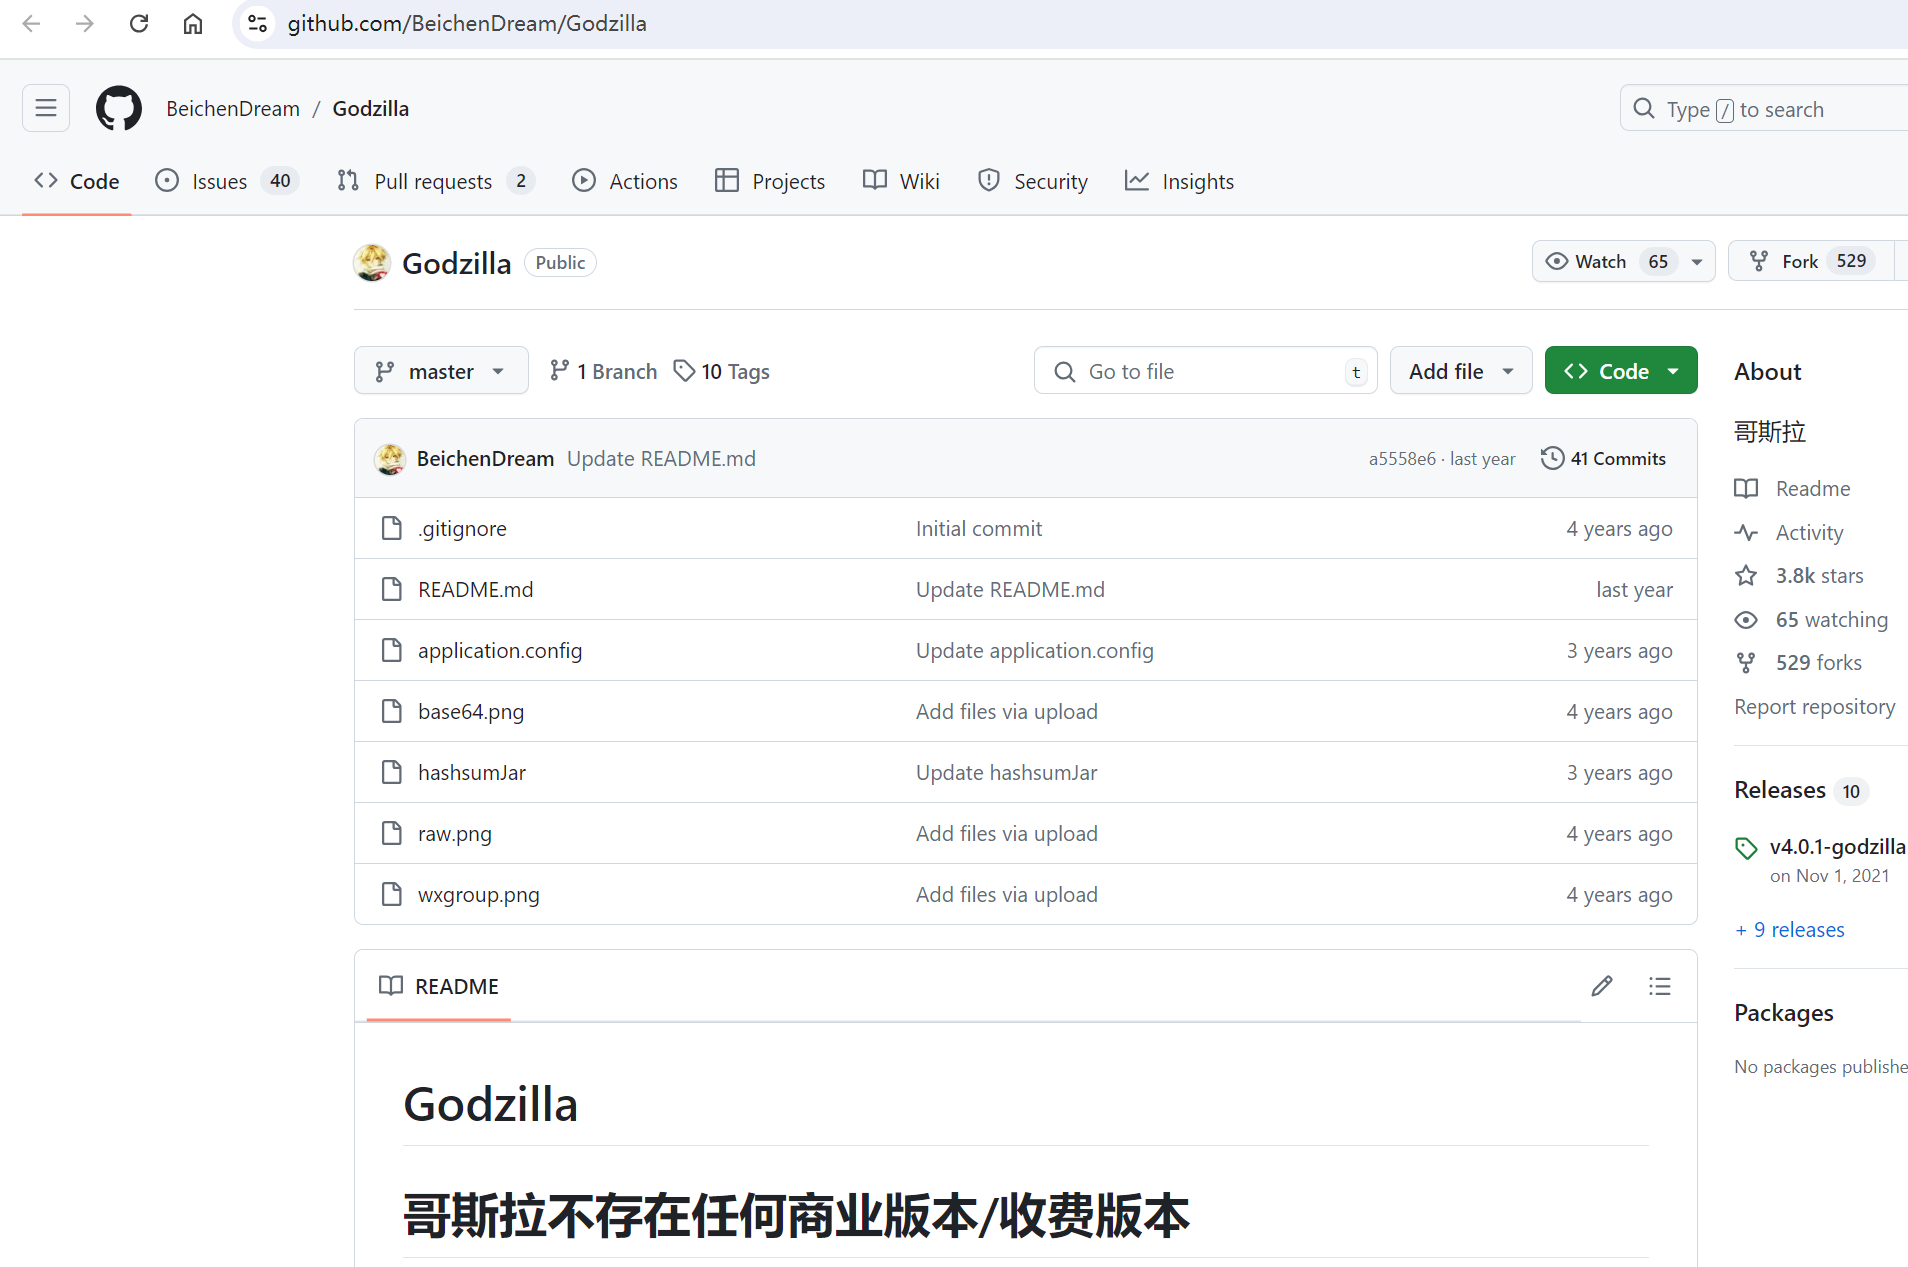 github.com/BeichenDream/Godzilla
BeichenDream / Godzilla
Type / to search
Code
Issues 40
Pull requests 2
Actions
Projects
Wiki
Security
Insights
Godzilla Public
Watch 65
Fork 529
master
1 Branch
10 Tags
Go to file t
Add file
Code
BeichenDream Update README.md a5558e6 · last year 41 Commits
.gitignore Initial commit 4 years ago
README.md Update README.md last year
application.config Update application.config 3 years ago
base64.png Add files via upload 4 years ago
hashsumJar Update hashsumJar 3 years ago
raw.png Add files via upload 4 years ago
wxgroup.png Add files via upload 4 years ago
README
Godzilla
哥斯拉不存在任何商业版本/收费版本
About
哥斯拉
Readme
Activity
3.8k stars
65 watching
529 forks
Report repository
Releases 10
v4.0.1-godzilla
on Nov 1, 2021
+ 9 releases
Packages
No packages publishe